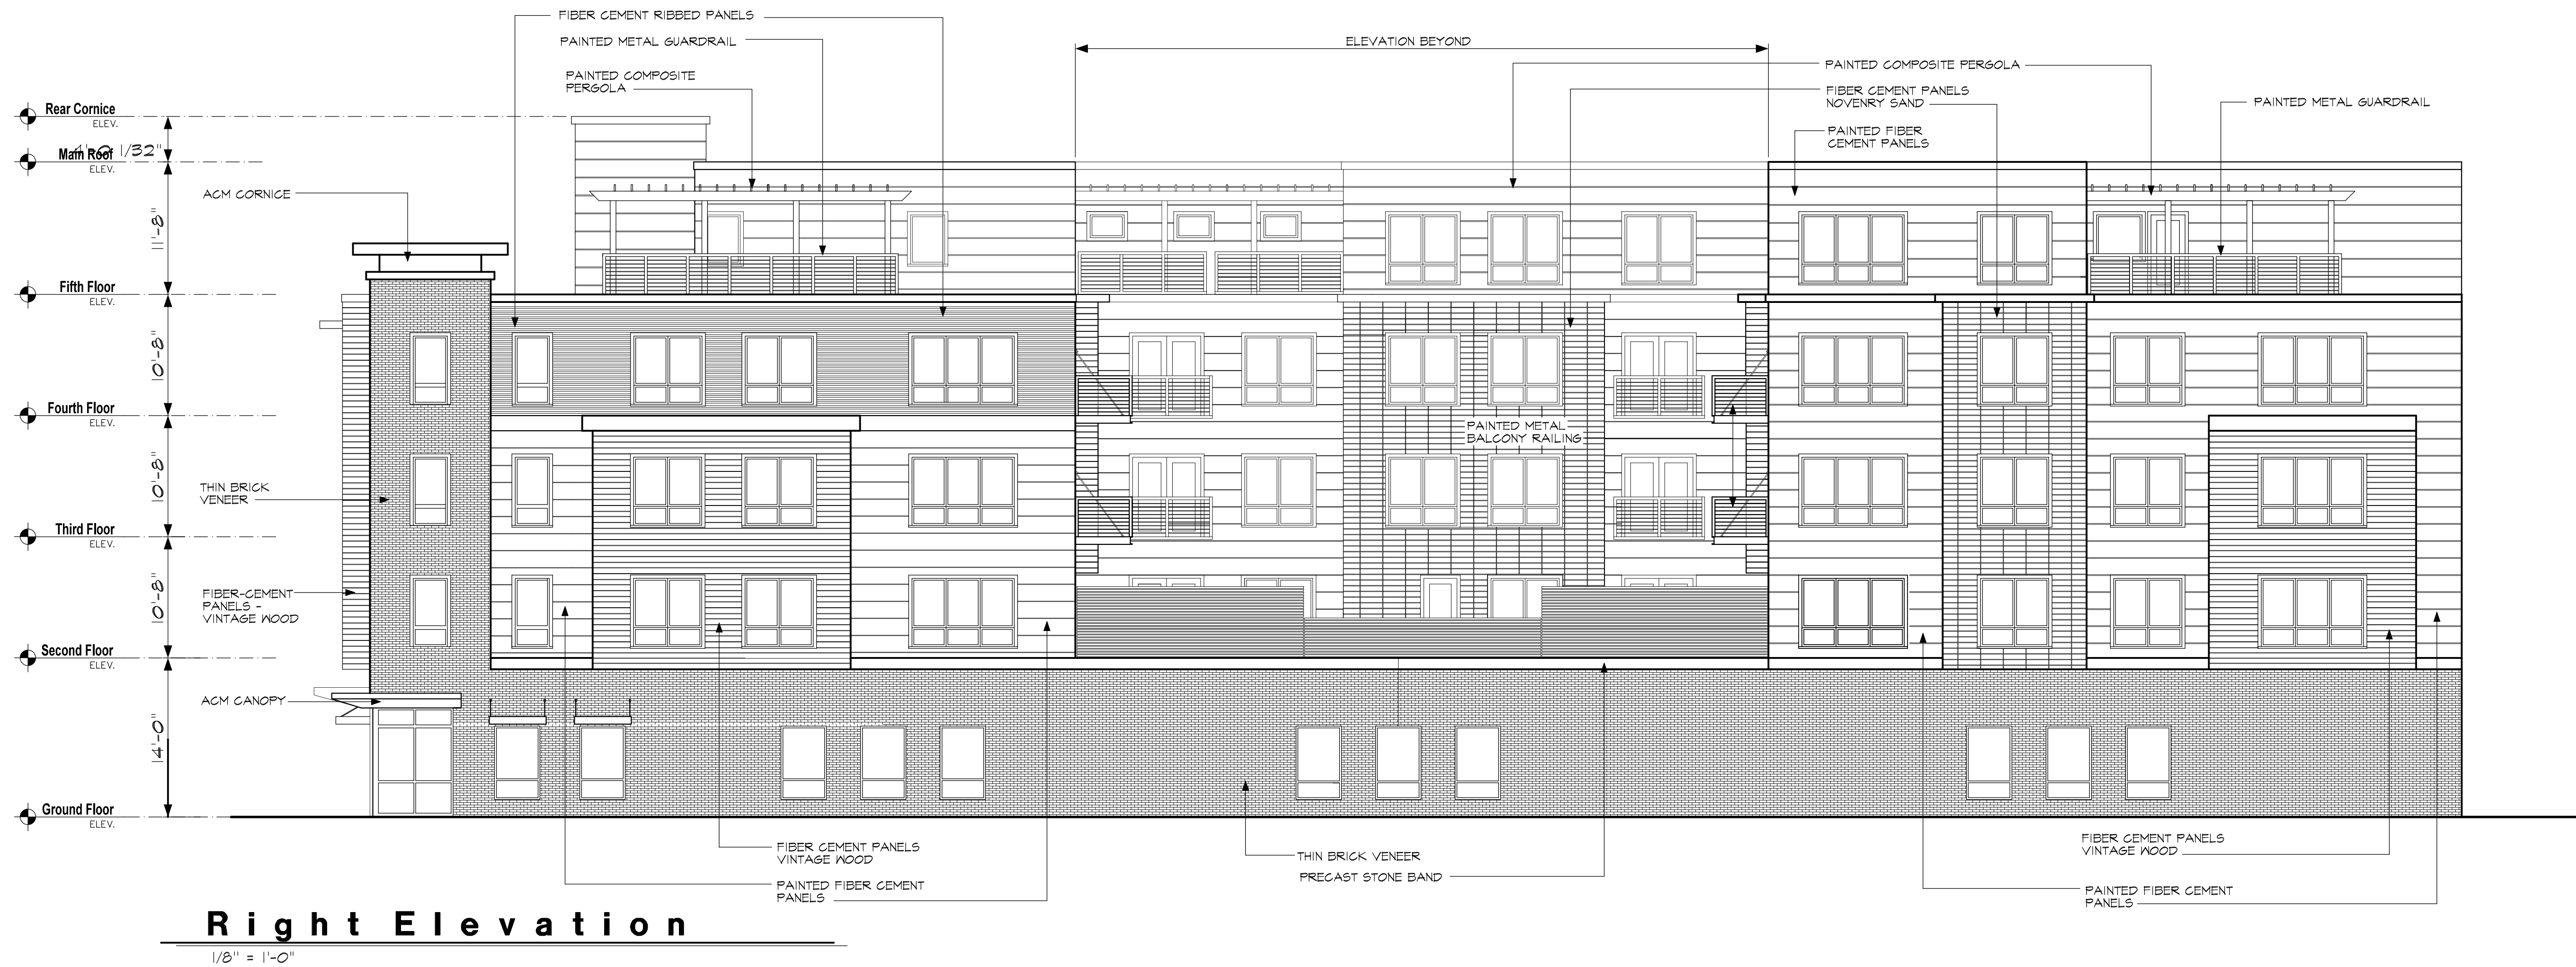 FIBER CEMENT RIBBED PANELS
PAINTED METAL GUARDRAIL
ELEVATION BEYOND
PAINTED COMPOSITE
PERGOLA
PAINTED COMPOSITE PERGOLA
FIBER CEMENT PANELS
NOVENRY SAND
PAINTED METAL GUARDRAIL
PAINTED FIBER
CEMENT PANELS
Rear Cornice
ELEV.
4'-0 1/32"
Main Roof
ELEV.
ACM CORNICE
11'-8"
Fifth Floor
ELEV.
10'-8"
Fourth Floor
ELEV.
PAINTED METAL
BALCONY RAILING
10'-8"
THIN BRICK
VENEER
Third Floor
ELEV.
10'-8"
FIBER-CEMENT
PANELS -
VINTAGE WOOD
Second Floor
ELEV.
ACM CANOPY
14'-0"
Ground Floor
ELEV.
FIBER CEMENT PANELS
VINTAGE WOOD
THIN BRICK VENEER
PRECAST STONE BAND
FIBER CEMENT PANELS
VINTAGE WOOD
PAINTED FIBER CEMENT
PANELS
PAINTED FIBER CEMENT
PANELS
Right Elevation
1/8" = 1'-0"